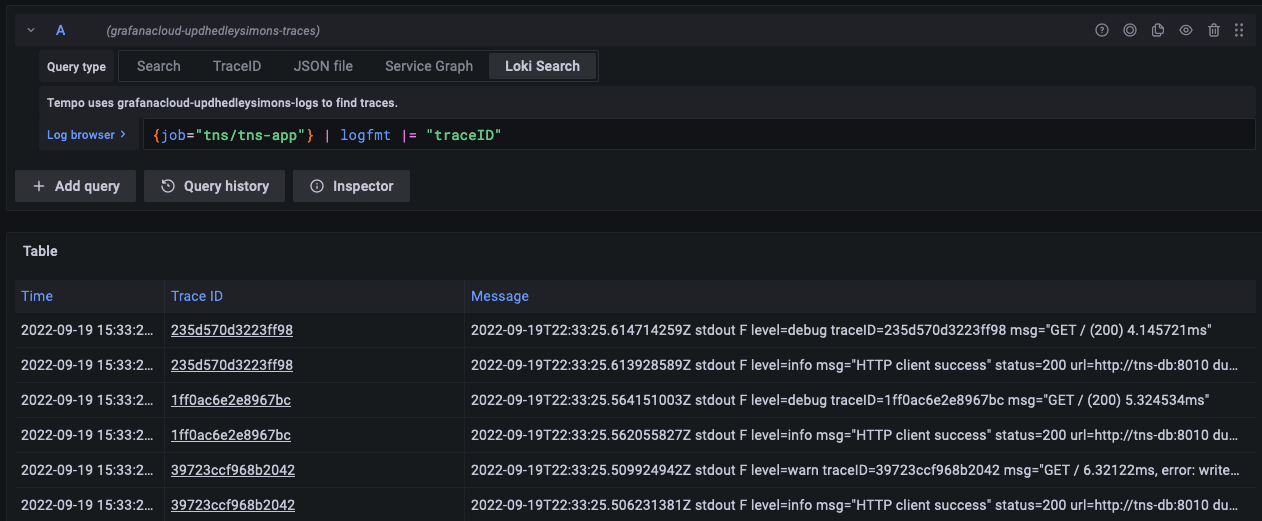 A (grafanacloud-updhedleysimons-traces)
Query type Search TraceID JSON file Service Graph Loki Search
Tempo uses grafanacloud-updhedleysimons-logs to find traces.
Log browser > {job="tns/tns-app"} | logfmt |= "traceID"
+ Add query Query history Inspector
Table
Time Trace ID Message
2022-09-19 15:33:2... 235d570d3223ff98 2022-09-19T22:33:25.614714259Z stdout F level=debug traceID=235d570d3223ff98 msg="GET / (200) 4.145721ms"
2022-09-19 15:33:2... 235d570d3223ff98 2022-09-19T22:33:25.613928589Z stdout F level=info msg="HTTP client success" status=200 url=http://tns-db:8010 du...
2022-09-19 15:33:2... 1ff0ac6e2e8967bc 2022-09-19T22:33:25.564151003Z stdout F level=debug traceID=1ff0ac6e2e8967bc msg="GET / (200) 5.324534ms"
2022-09-19 15:33:2... 1ff0ac6e2e8967bc 2022-09-19T22:33:25.562055827Z stdout F level=info msg="HTTP client success" status=200 url=http://tns-db:8010 du...
2022-09-19 15:33:2... 39723ccf968b2042 2022-09-19T22:33:25.509924942Z stdout F level=warn traceID=39723ccf968b2042 msg="GET / 6.32122ms, error: write...
2022-09-19 15:33:2... 39723ccf968b2042 2022-09-19T22:33:25.506231381Z stdout F level=info msg="HTTP client success" status=200 url=http://tns-db:8010 du...